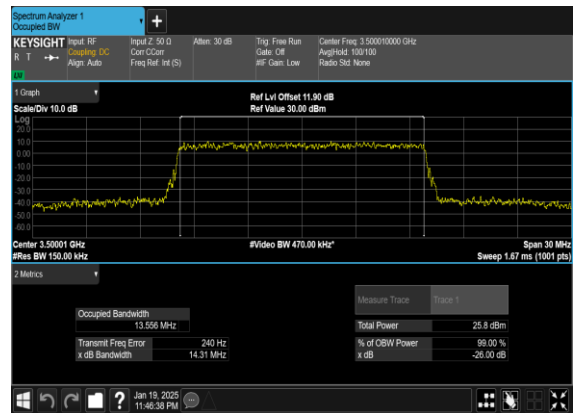 Spectrum Analyzer 1
Occupied BW
+
KEYSIGHT Input: RF Input Z: 50 Ω Atten: 30 dB Trig: Free Run Center Freq: 3.500010000 GHz
R T Coupling: DC Corr CCorr Gate: Off Avg|Hold: 100/100
Align: Auto Freq Ref: Int (S) #IF Gain: Low Radio Std: None
LW
1 Graph
Ref Lvl Offset 11.90 dB
Scale/Div 10.0 dB Ref Value 30.00 dBm
Log
20.0
10.0
0.00
-10.0
-20.0
-30.0
-40.0
-50.0
-60.0
Center 3.50001 GHz #Video BW 470.00 kHz* Span 30 MHz
#Res BW 150.00 kHz Sweep 1.67 ms (1001 pts)
2 Metrics
Measure Trace Trace 1
Occupied Bandwidth
13.556 MHz Total Power 25.8 dBm
Transmit Freq Error 240 Hz % of OBW Power 99.00 %
x dB Bandwidth 14.31 MHz x dB -26.00 dB
? Jan 19, 2025
11:46:38 PM